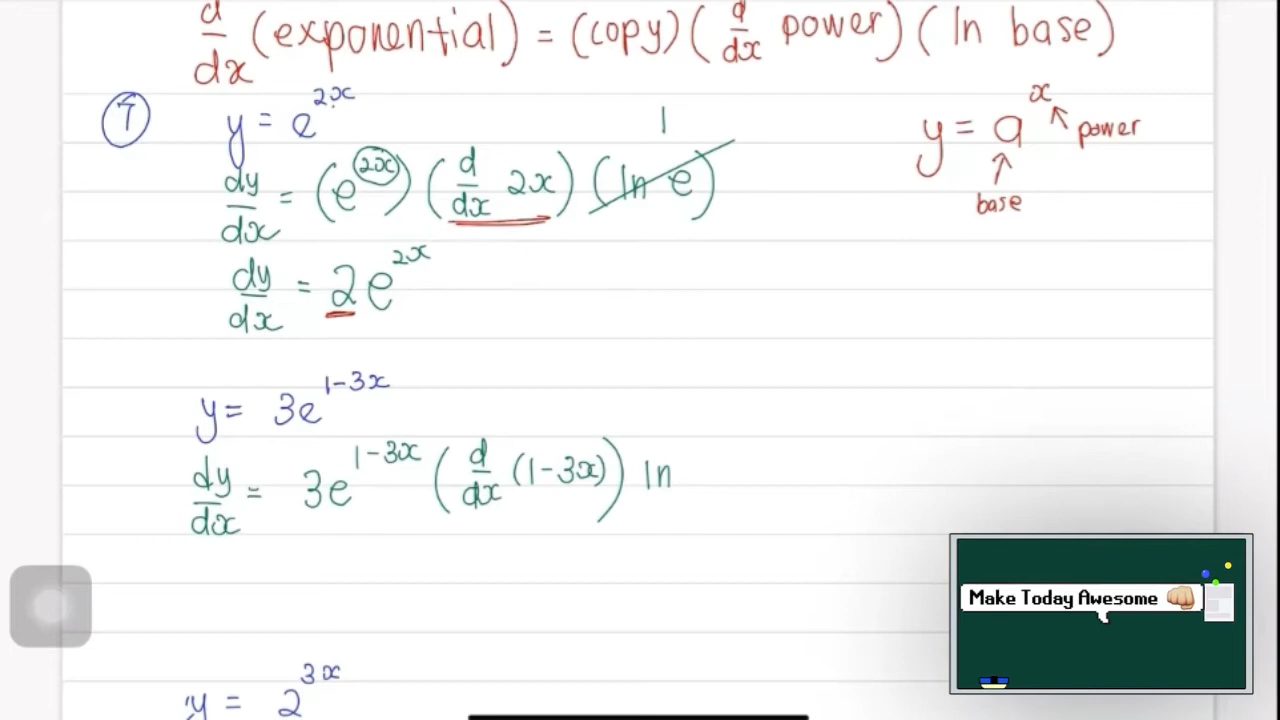 d/dx (exponential) = (copy) (d/dx power) (ln base)
7 y = e^2x
dy/dx = (e^2x) (d/dx 2x) (ln e) 1
dy/dx = 2e^2x
y = a^x
power
base
y = 3e^1-3x
dy/dx = 3e^1-3x (d/dx (1-3x)) ln
y = 2^3x
Make Today Awesome